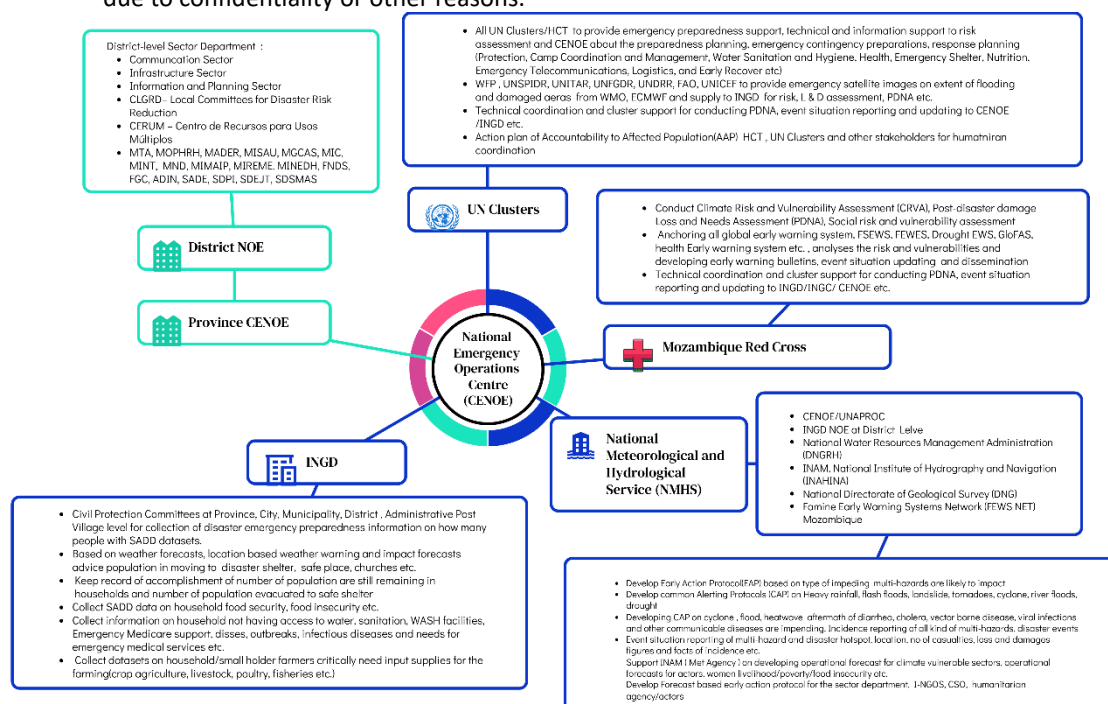 due to confidentiality or other reasons.
District-level Sector Department :
• Communcation Sector
• Infrastructure Sector
• Information and Planning Sector
• CLGRD– Local Committees for Disaster Risk
Reduction
• CERUM – Centro de Recursos para Usos
Múltiplos
• MTA, MOPHRH, MADER, MISAU, MGCAS, MIC,
MINT, MND, MIMAIP, MIREME. MINEDH, FNDS,
FGC, ADIN, SADE, SDPI, SDEJT, SDSMAS
District NOE
Province CENOE
• All UN Clusters/HCT to provide emergency preparedness support, technical and information support to risk
assessment and CENOE about the preparedness planning, emergency contingency preparations, response planning
(Protection, Camp Coordination and Management, Water Sanitation and Hygiene. Health, Emergency Shelter, Nutrition.
Emergency Telecommunications, Logistics, and Early Recover etc)
• WFP , UNSPIDR, UNITAR, UNFGDR, UNDRR, FAO, UNICEF to provide emergency satellite images on extent of flooding
and damaged aeras from WMO, ECMWF and supply to INGD for risk, L & D assessment, PDNA etc.
• Technical coordination and cluster support for conducting PDNA, event situation reporting and updating to CENOE
/INGD etc.
• Action plan of Accountability to Affected Population(AAP) HCT , UN Clusters and other stakeholders for humatniran
coordination
UN Clusters
• Conduct Climate Risk and Vulnerability Assessment (CRVA), Post-disaster damage
Loss and Needs Assessment (PDNA), Social risk and vulnerability assessment
• Anchoring all global early warning system, FSEWS, FEWES, Drought EWS, GloFAS,
health Early warning system etc. , analyses the risk and vulnerabilities and
developing early warning bulletins, event situation updating and dissemination
• Technical coordination and cluster support for conducting PDNA, event situation
reporting and updating to INGD/INGC/ CENOE etc.
Mozambique Red Cross
National
Emergency
Operations
Centre
(CENOE)
INGD
National
Meteorological and
Hydrological
Service (NMHS)
• CENOE/UNAPROC
• INGD NOE at District Lelve
• National Water Resources Management Administration
(DNGRH)
• INAM, National Institute of Hydrography and Navigation
(INAHINA)
• National Directorate of Geological Survey (DNG)
• Famine Early Warning Systems Network (FEWS NET)
Mozambique
• Civil Protection Committees at Province, City, Municipality, District , Administrative Post
Village level for collection of disaster emergency preparedness information on how many
people with SADD datasets.
• Based on weather forecasts, location based weather warning and impact forecasts
advice population in moving to disaster shelter, safe place, churches etc.
• Keep record of accomplishment of number of population are still remaining in
households and number of population evacuated to safe shelter
• Collect SADD data on household food security, food insecurity etc.
• Collect information on household not having access to water, sanitation, WASH facilities,
Emergency Medicare support, disses, outbreaks, infectious diseases and needs for
emergency medical services etc.
• Collect datasets on household/small holder farmers critically need input supplies for the
farming(crop agriculture, livestock, poultry, fisheries etc.)
• Develop Early Action Protocol(EAP) based on type of impeding multi-hazards are likely to impact
• Develop common Alerting Protocols (CAP) on Heavy rainfall, flash floods, landslide, tornadoes, cyclone, river floods,
drought
• Developing CAP on cyclone , flood, heatwave aftermath of diarrhea, cholera, vector borne disease, viral infections
and other communicable diseases are impending. Incidence reporting of all kind of multi-hazards, disaster events
• Event situation reporting of multi-hazard and disaster hotspot, location, no of casualties, loss and damages
figures and facts of incidence etc.
Support INAM ( Met Agency ) on developing operational forecast for climate vulnerable sectors, operational
forecasts for actors, women livelihood/poverty/food insecurity etc.
Develop Forecast based early action protocol for the sector department, I-NGOS, CSO, humanitarian
agency/actors